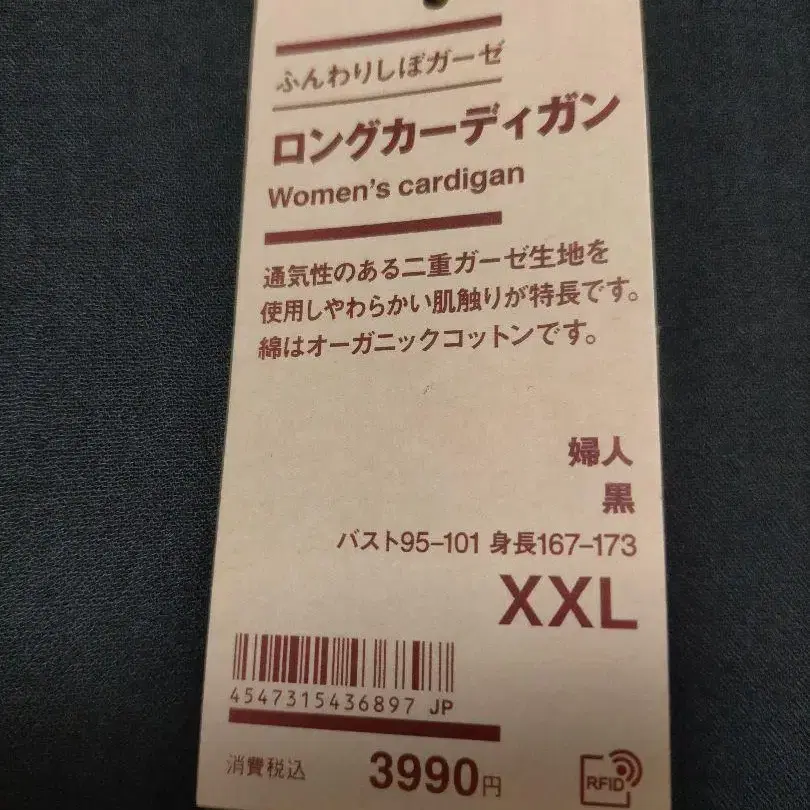 ふんわりしぼガーゼ
ロングカーディガン
Women's cardigan
通気性のある二重ガーゼ生地を
使用しやわらかい肌触りが特長です。
綿はオーガニックコットンです。
婦人
黒
バスト95–101 身長167–173
XXL
4547315436897 JP
消費税込 3990円
RFID